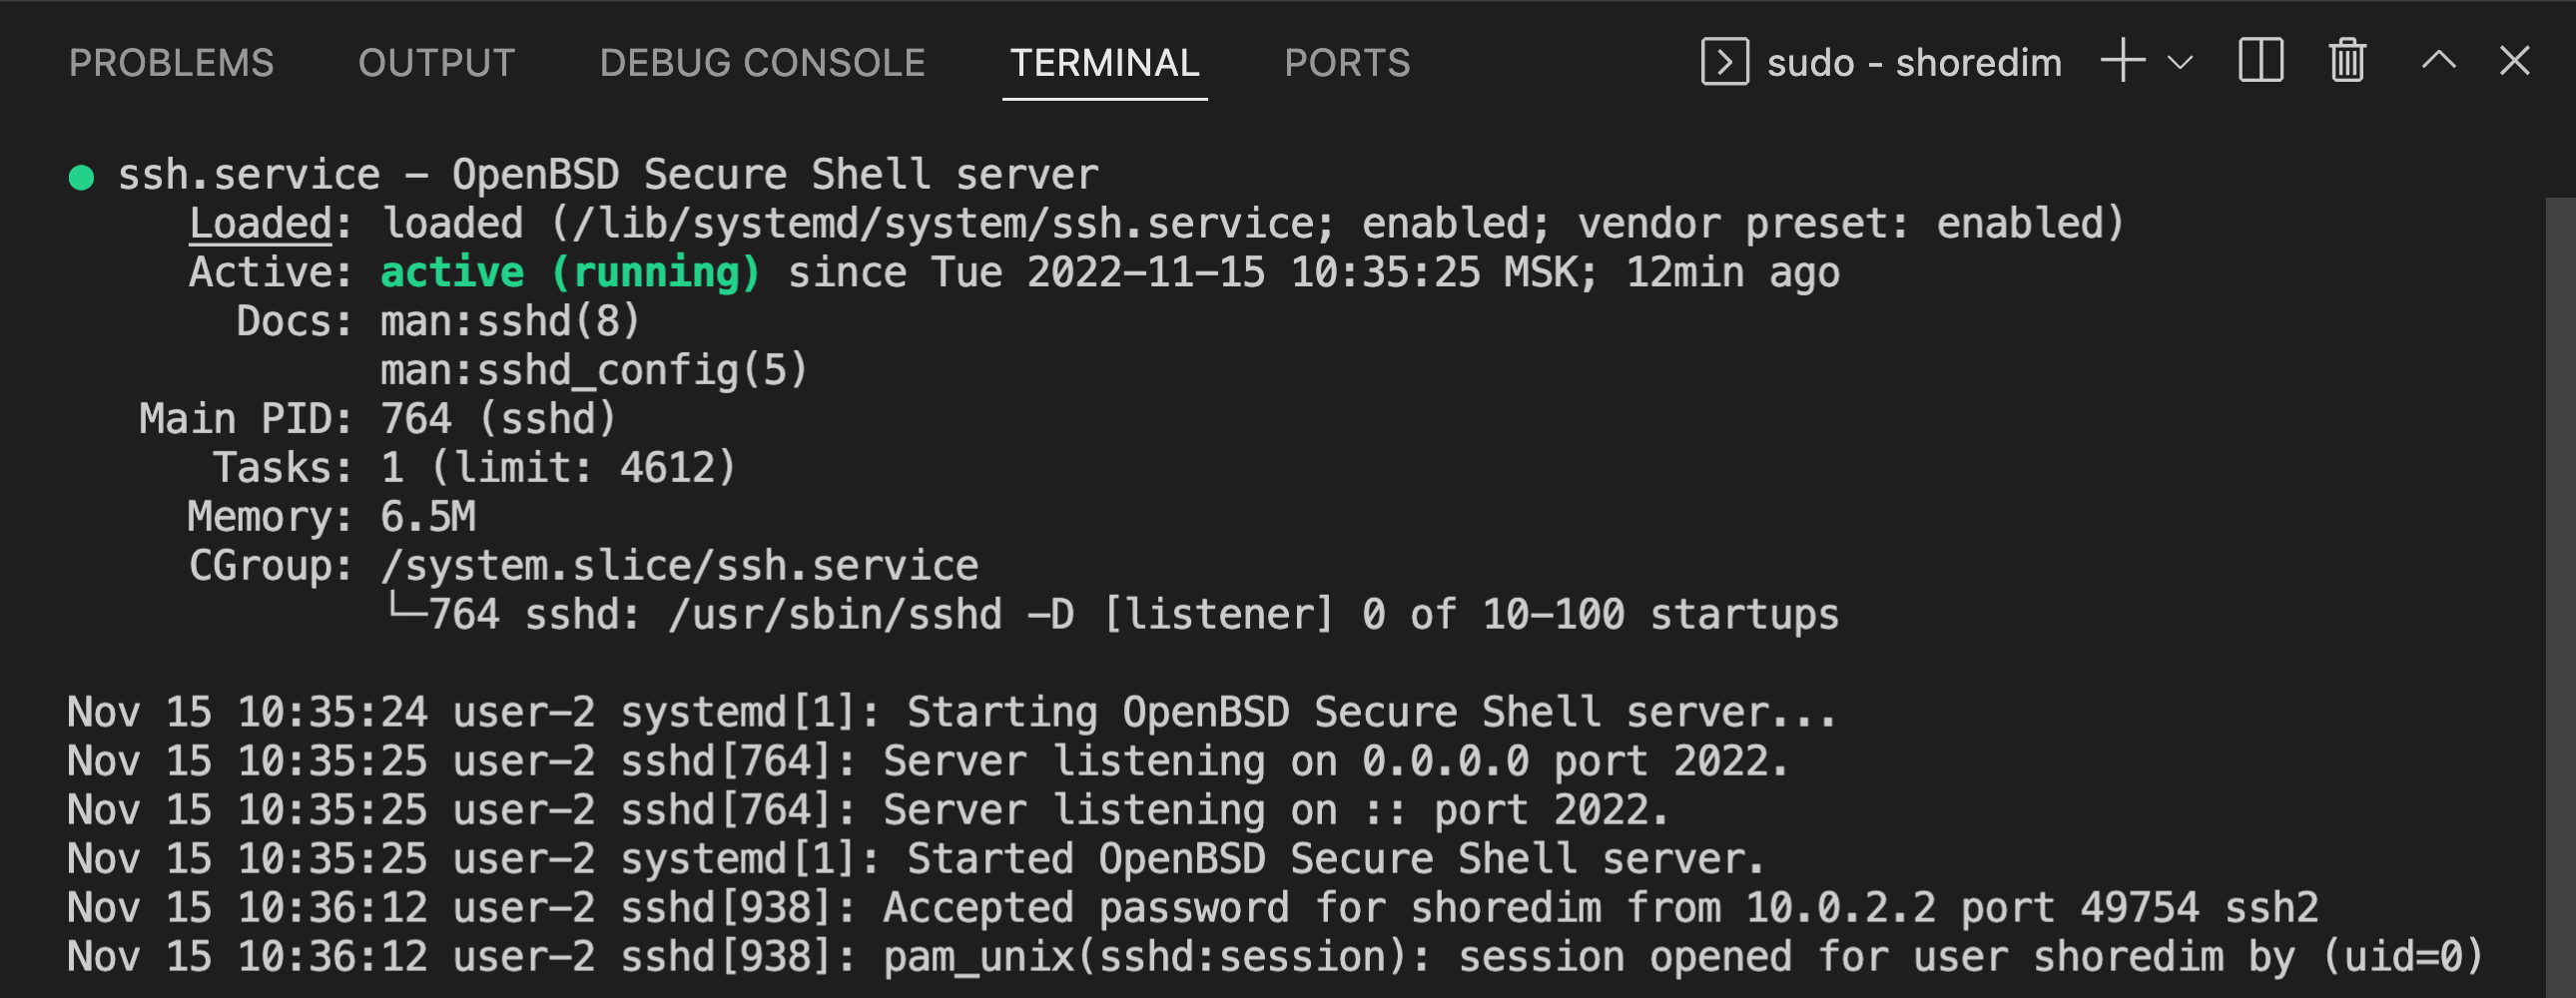 PROBLEMS OUTPUT DEBUG CONSOLE TERMINAL PORTS sudo - shoredim
● ssh.service - OpenBSD Secure Shell server
Loaded: loaded (/lib/systemd/system/ssh.service; enabled; vendor preset: enabled)
Active: active (running) since Tue 2022-11-15 10:35:25 MSK; 12min ago
Docs: man:sshd(8)
man:sshd_config(5)
Main PID: 764 (sshd)
Tasks: 1 (limit: 4612)
Memory: 6.5M
CGroup: /system.slice/ssh.service
└─764 sshd: /usr/sbin/sshd -D [listener] 0 of 10-100 startups
Nov 15 10:35:24 user-2 systemd[1]: Starting OpenBSD Secure Shell server...
Nov 15 10:35:25 user-2 sshd[764]: Server listening on 0.0.0.0 port 2022.
Nov 15 10:35:25 user-2 sshd[764]: Server listening on :: port 2022.
Nov 15 10:35:25 user-2 systemd[1]: Started OpenBSD Secure Shell server.
Nov 15 10:36:12 user-2 sshd[938]: Accepted password for shoredim from 10.0.2.2 port 49754 ssh2
Nov 15 10:36:12 user-2 sshd[938]: pam_unix(sshd:session): session opened for user shoredim by (uid=0)